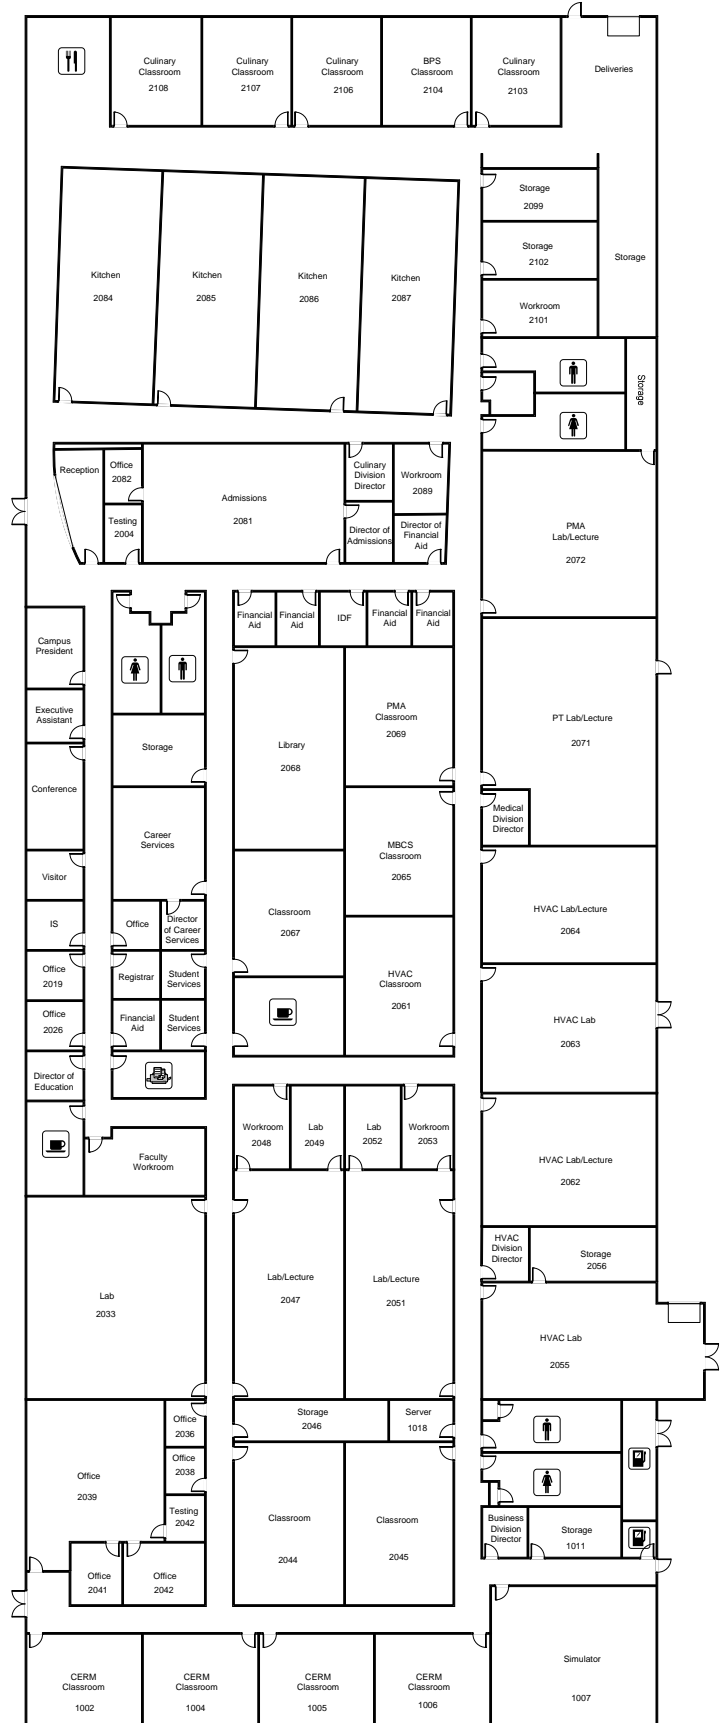 Culinary
Classroom
2108
Culinary
Classroom
2107
Culinary
Classroom
2106
BPS
Classroom
2104
Culinary
Classroom
2103
Deliveries
Storage
2099
Storage
2102
Storage
Workroom
2101
Kitchen
2084
Kitchen
2085
Kitchen
2086
Kitchen
2087
Storage
Reception
Office
2082
Testing
2004
Admissions
2081
Culinary
Division
Director
Workroom
2089
Director of
Admissions
Director of
Financial
Aid
PMA
Lab/Lecture
2072
Financial
Aid
Financial
Aid
IDF
Financial
Aid
Financial
Aid
Campus
President
Executive
Assistant
Conference
Visitor
IS
Office
2019
Office
2026
Director of
Education
Storage
Career
Services
Office
Director
of Career
Services
Registrar
Student
Services
Financial
Aid
Student
Services
Faculty
Workroom
Library
2068
PMA
Classroom
2069
MBCS
Classroom
2065
Classroom
2067
HVAC
Classroom
2061
PT Lab/Lecture
2071
Medical
Division
Director
HVAC Lab/Lecture
2064
HVAC Lab
2063
HVAC Lab/Lecture
2062
HVAC
Division
Director
Storage
2056
HVAC Lab
2055
Workroom
2048
Lab
2049
Lab
2052
Workroom
2053
Lab/Lecture
2047
Lab/Lecture
2051
Lab
2033
Storage
2046
Server
1018
Office
2036
Office
2038
Testing
2042
Office
2039
Office
2041
Office
2042
Classroom
2044
Classroom
2045
Business
Division
Director
Storage
1011
CERM
Classroom
1002
CERM
Classroom
1004
CERM
Classroom
1005
CERM
Classroom
1006
Simulator
1007